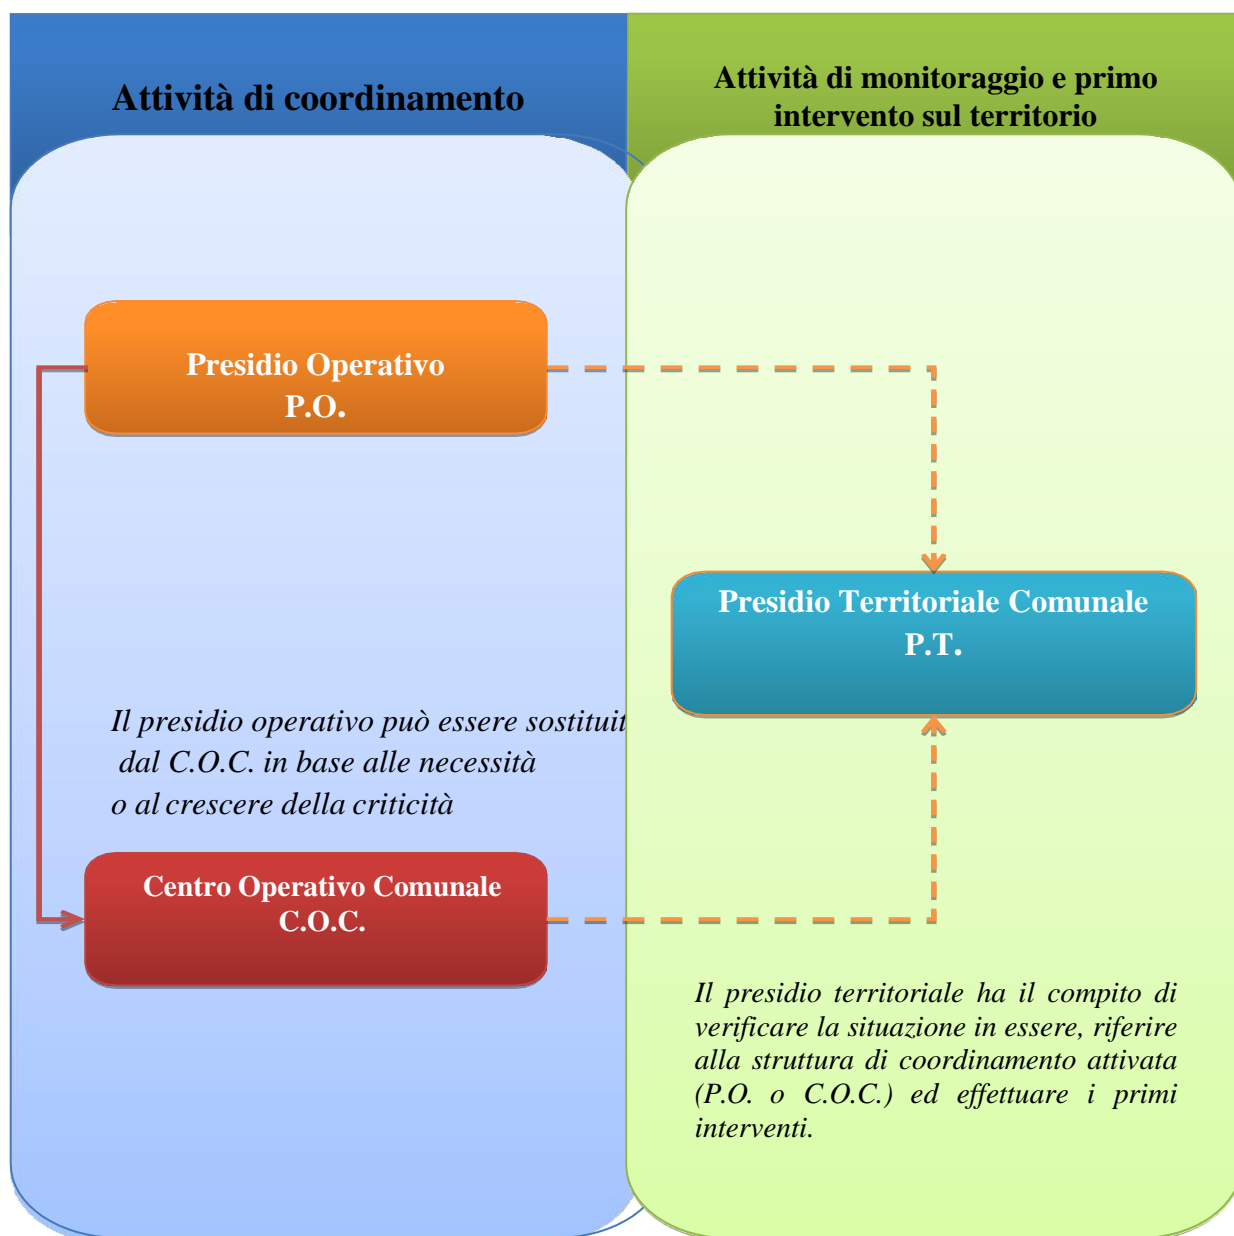 Attività di coordinamento
Attività di monitoraggio e primo
intervento sul territorio
Presidio Operativo
P.O.
Presidio Territoriale Comunale
P.T.
Il presidio operativo può essere sostituit
dal C.O.C. in base alle necessità
o al crescere della criticità
Centro Operativo Comunale
C.O.C.
Il presidio territoriale ha il compito di
verificare la situazione in essere, riferire
alla struttura di coordinamento attivata
(P.O. o C.O.C.) ed effettuare i primi
interventi.